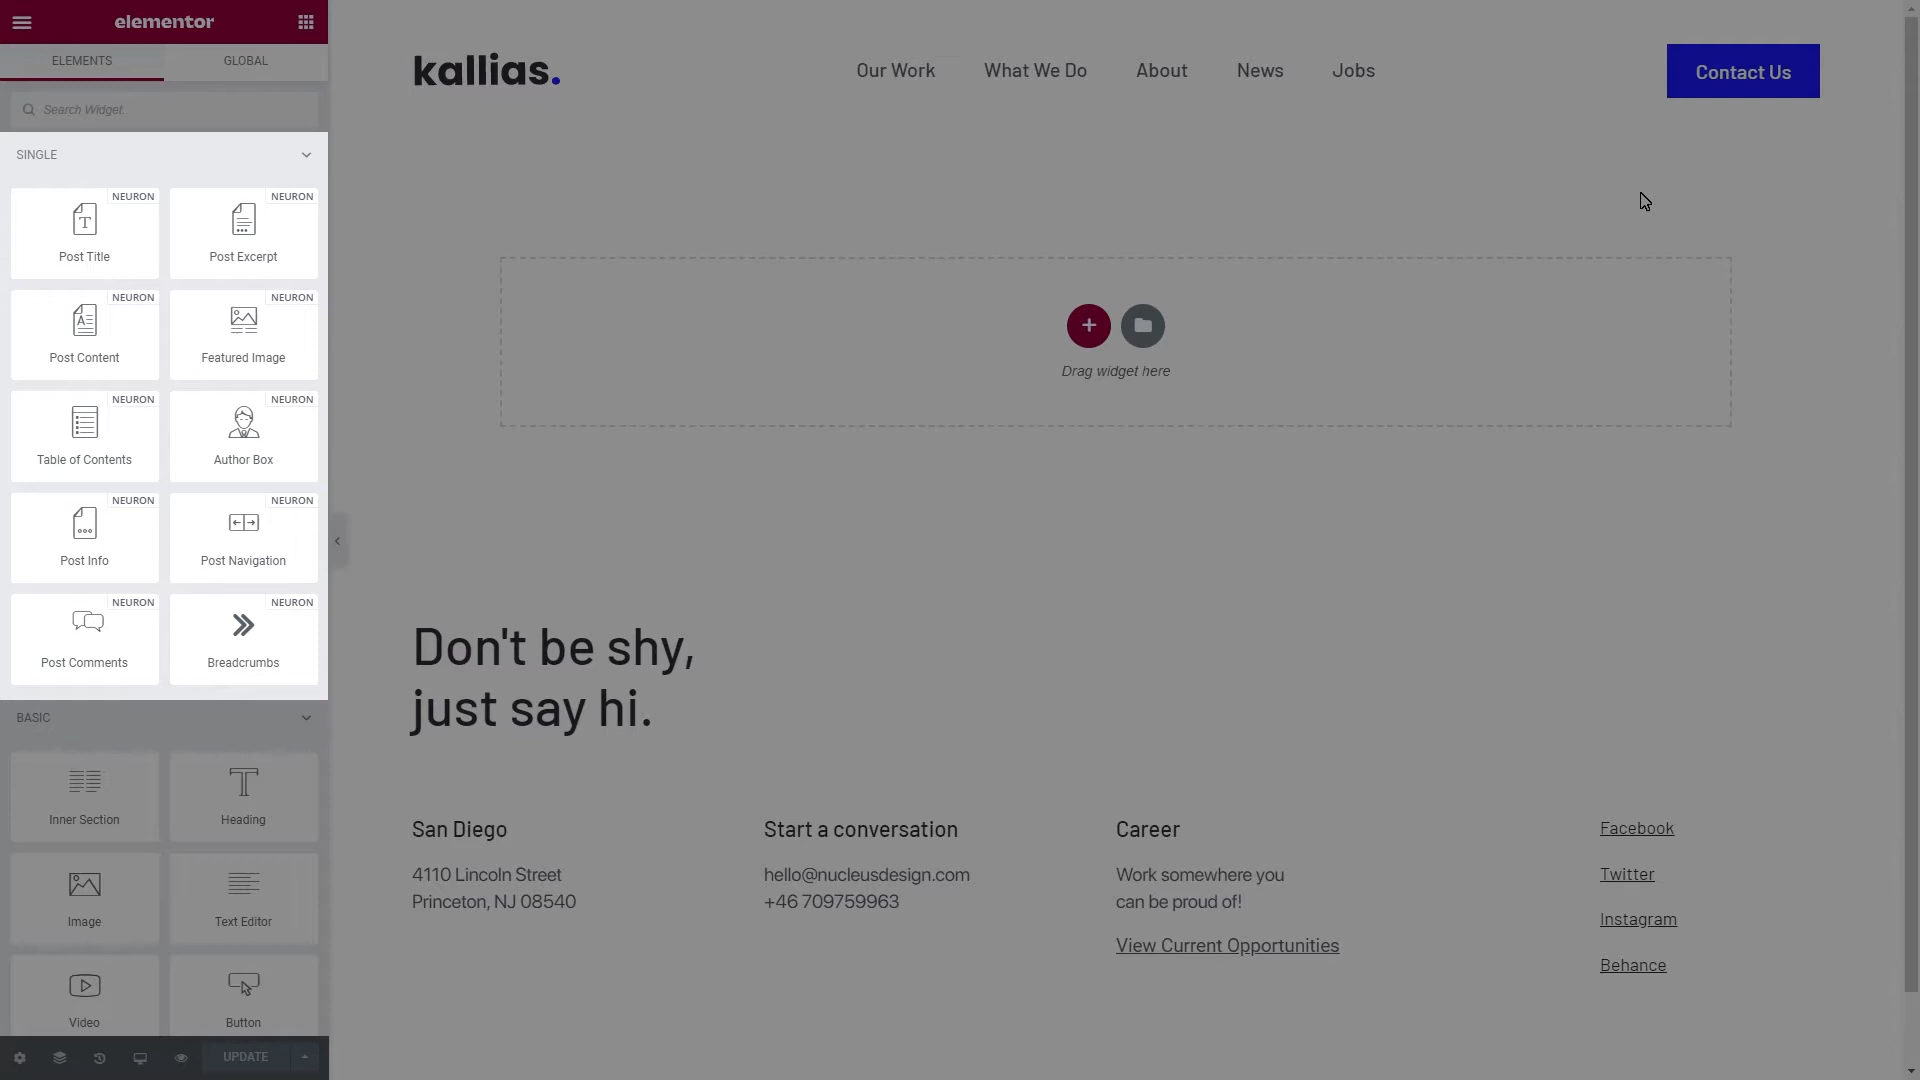 elementor
ELEMENTS
GLOBAL
Search Widget.
SINGLE
NEURON
Post Title
NEURON
Post Excerpt
NEURON
Post Content
NEURON
Featured Image
NEURON
Table of Contents
NEURON
Author Box
NEURON
Post Info
NEURON
Post Navigation
NEURON
Post Comments
NEURON
Breadcrumbs
BASIC
Inner Section
Heading
Image
Text Editor
Video
Button
UPDATE
kallias.
Our Work
What We Do
About
News
Jobs
Contact Us
Drag widget here
Don't be shy,
just say hi.
San Diego
4110 Lincoln Street
Princeton, NJ 08540
Start a conversation
hello@nucleusdesign.com
+46 709759963
Career
Work somewhere you
can be proud of!
View Current Opportunities
Facebook
Twitter
Instagram
Behance